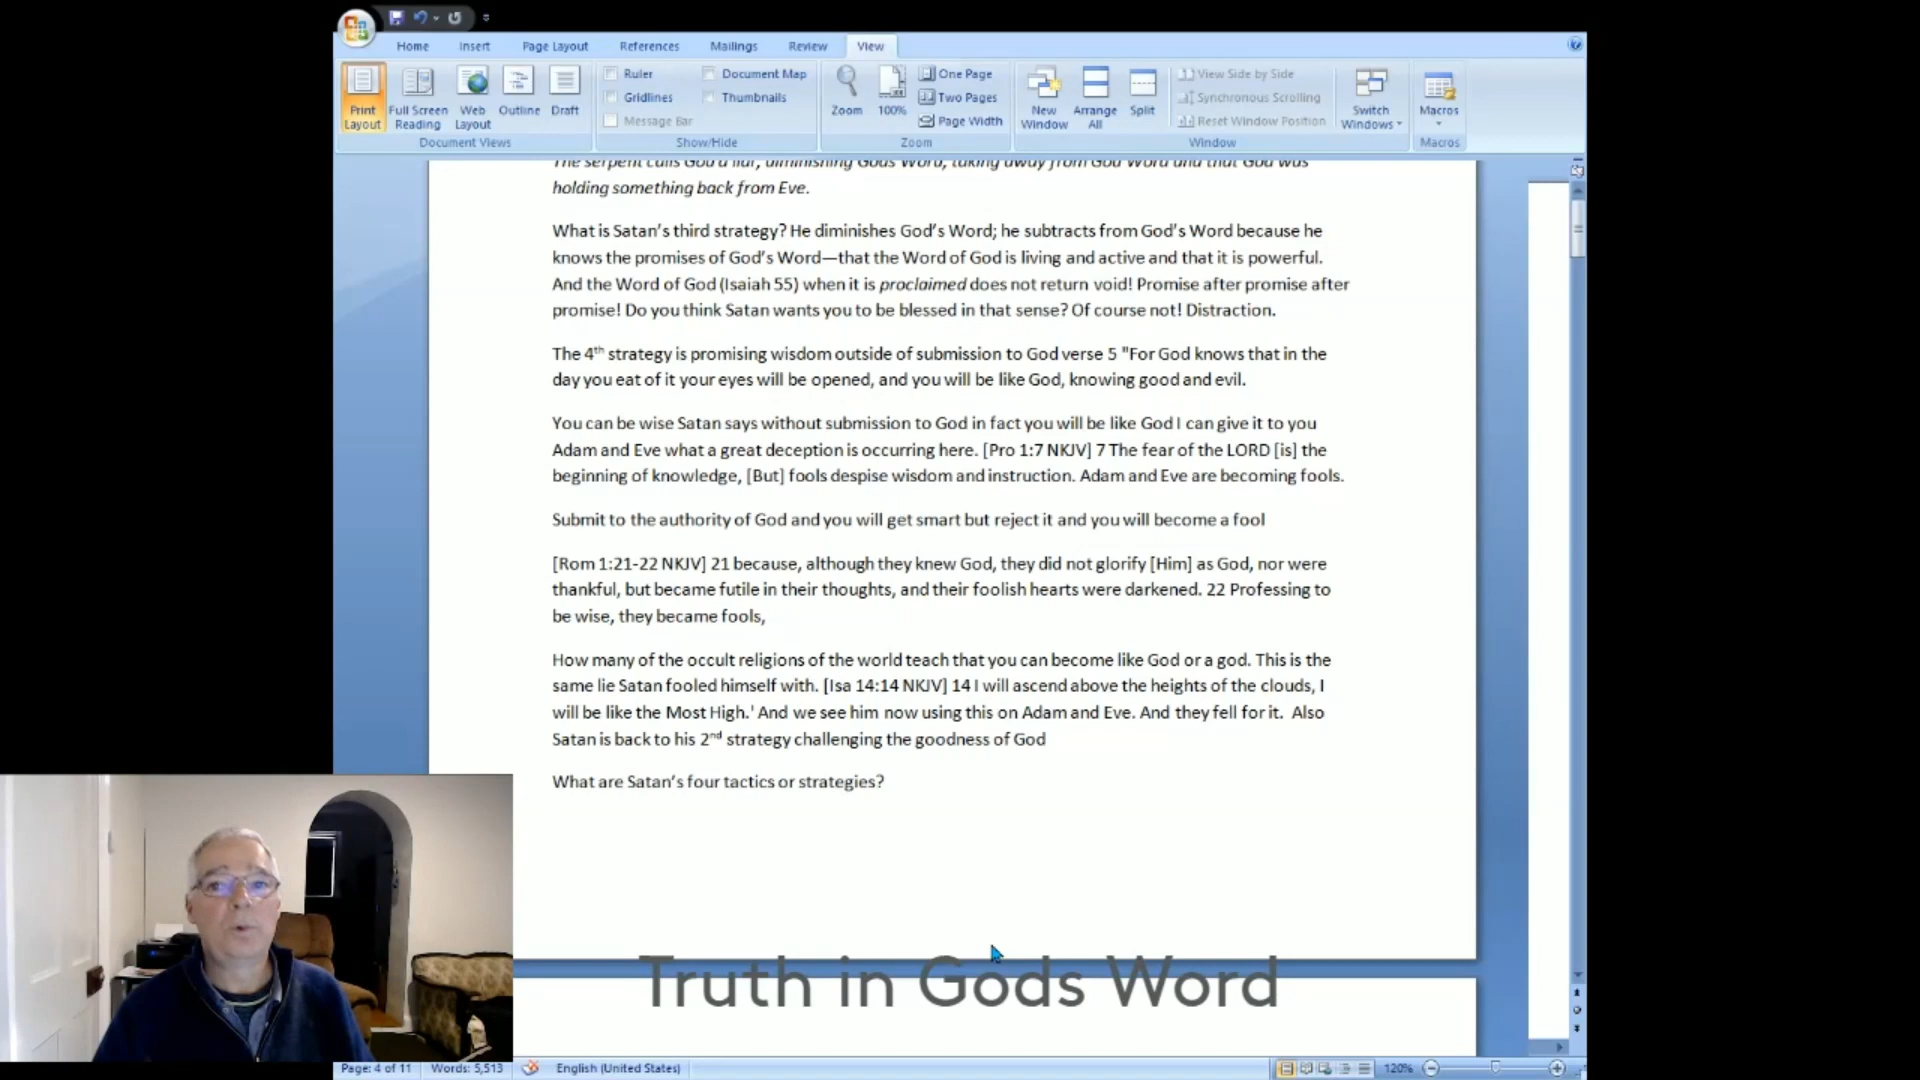 Home Insert Page Layout References Mailings Review View
Print Layout
Full Screen Reading
Web Layout
Outline
Draft
Document Views
Ruler
Gridlines
Message Bar
Document Map
Thumbnails
Show/Hide
Zoom
100%
One Page
Two Pages
Page Width
Zoom
New Window
Arrange All
Split
View Side by Side
Synchronous Scrolling
Reset Window Position
Switch Windows
Window
Macros
Macros
The serpent calls God a liar, diminishing Gods Word, taking away from God Word and that God was
holding something back from Eve.
What is Satan's third strategy? He diminishes God's Word; he subtracts from God's Word because he
knows the promises of God's Word—that the Word of God is living and active and that it is powerful.
And the Word of God (Isaiah 55) when it is proclaimed does not return void! Promise after promise after
promise! Do you think Satan wants you to be blessed in that sense? Of course not! Distraction.
The 4th strategy is promising wisdom outside of submission to God verse 5 "For God knows that in the
day you eat of it your eyes will be opened, and you will be like God, knowing good and evil.
You can be wise Satan says without submission to God in fact you will be like God I can give it to you
Adam and Eve what a great deception is occurring here. [Pro 1:7 NKJV] 7 The fear of the LORD [is] the
beginning of knowledge, [But] fools despise wisdom and instruction. Adam and Eve are becoming fools.
Submit to the authority of God and you will get smart but reject it and you will become a fool
[Rom 1:21-22 NKJV] 21 because, although they knew God, they did not glorify [Him] as God, nor were
thankful, but became futile in their thoughts, and their foolish hearts were darkened. 22 Professing to
be wise, they became fools,
How many of the occult religions of the world teach that you can become like God or a god. This is the
same lie Satan fooled himself with. [Isa 14:14 NKJV] 14 I will ascend above the heights of the clouds, I
will be like the Most High.' And we see him now using this on Adam and Eve. And they fell for it.  Also
Satan is back to his 2nd strategy challenging the goodness of God
What are Satan's four tactics or strategies?
Truth in Gods Word
Page: 4 of 11 Words: 5,513 English (United States) 120%